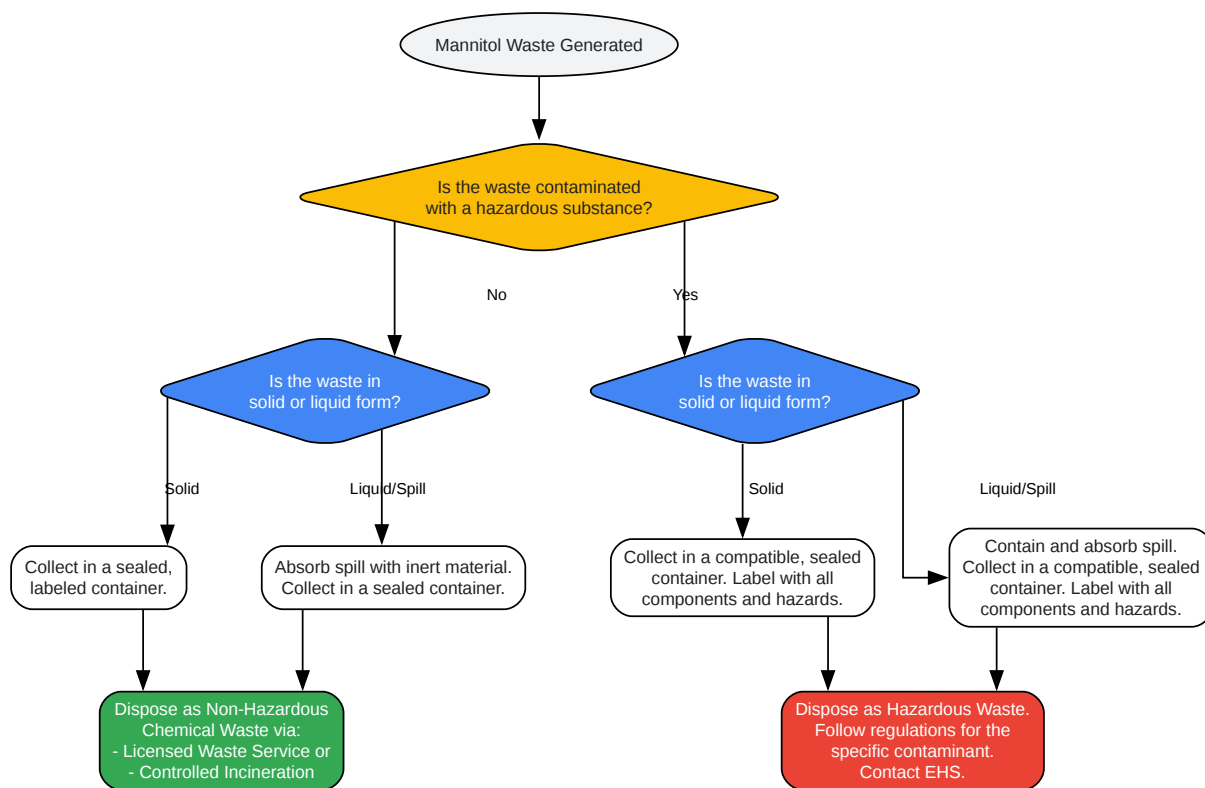 Mannitol Waste Generated
Is the waste contaminated
with a hazardous substance?
No
Yes
Is the waste in
solid or liquid form?
Is the waste in
solid or liquid form?
Solid
Liquid/Spill
Solid
Liquid/Spill
Collect in a sealed,
labeled container.
Absorb spill with inert material.
Collect in a sealed container.
Collect in a compatible, sealed
container. Label with all
components and hazards.
Contain and absorb spill.
Collect in a compatible, sealed
container. Label with all
components and hazards.
Dispose as Non-Hazardous
Chemical Waste via:
- Licensed Waste Service or
- Controlled Incineration
Dispose as Hazardous Waste.
Follow regulations for the
specific contaminant.
Contact EHS.